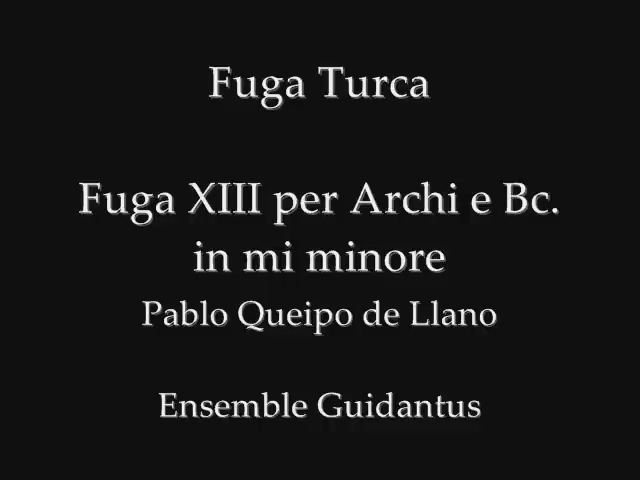 Fuga Turca
Fuga XIII per Archi e Bc.
in mi minore
Pablo Queipo de Llano
Ensemble Guidantus